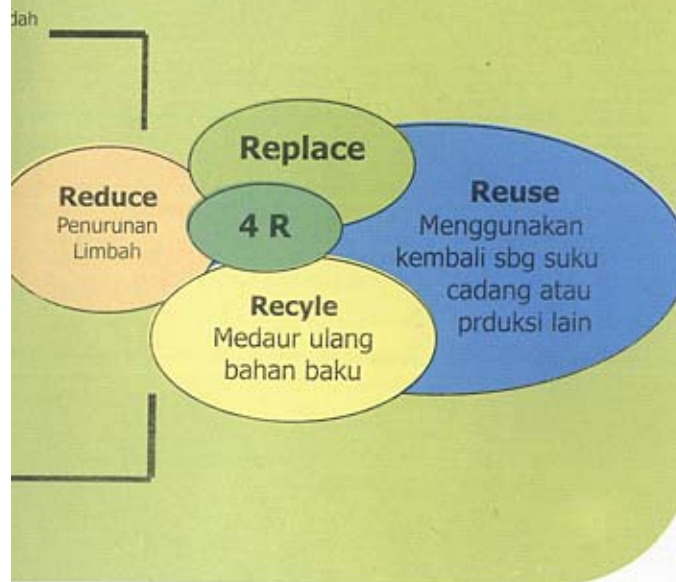 Replace
Reduce
Penurunan
Limbah
4 R
Reuse
Menggunakan
kembali sbg suku
cadang atau
prduksi lain
Recyle
Medaur ulang
bahan baku